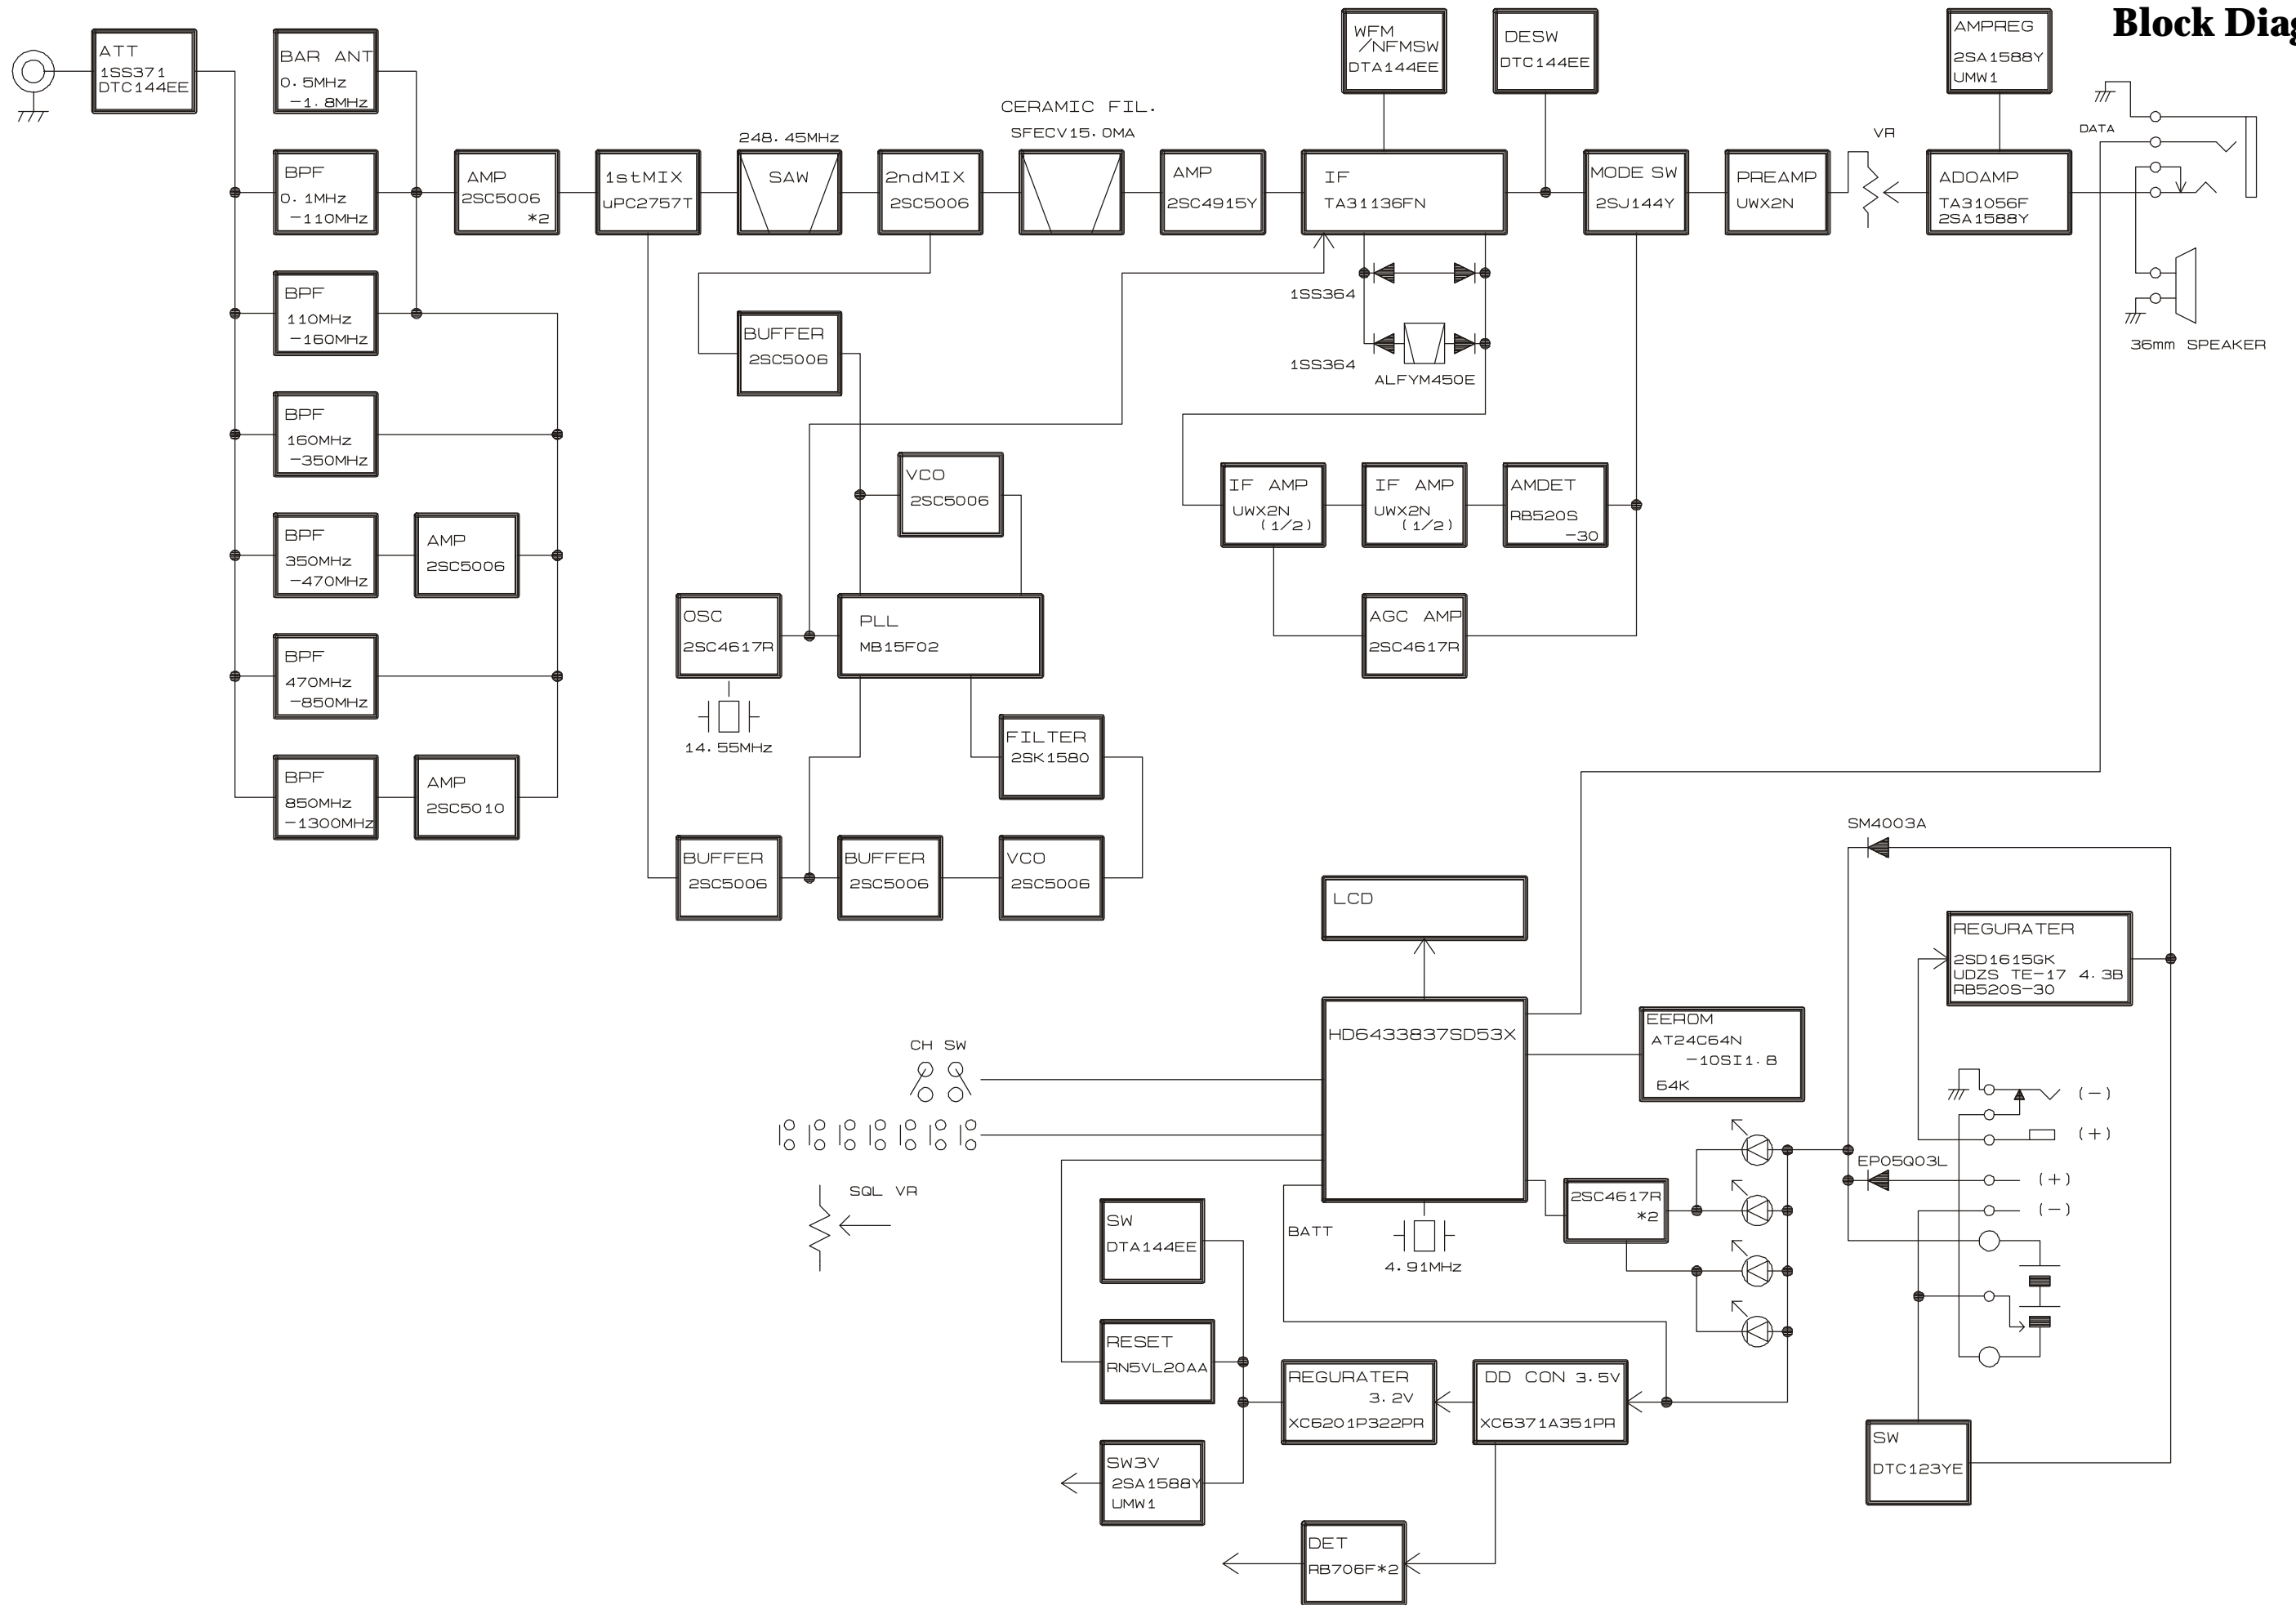 Block Diag
ATT
1SS371
DTC144EE
BAR ANT
0.5MHz
-1.8MHz
WFM
/NFMSW
DTA144EE
DESW
DTC144EE
AMPREG
2SA1588Y
UMW1
CERAMIC FIL.
SFECV15.0MA
248.45MHz
VR
DATA
BPF
0.1MHz
-110MHz
AMP
2SC5006
*2
1stMIX
uPC2757T
SAW
2ndMIX
2SC5006
AMP
2SC4915Y
IF
TA31136FN
MODE SW
2SJ144Y
PREAMP
UWX2N
ADOAMP
TA31056F
2SA1588Y
BPF
110MHz
-160MHz
1SS364
BUFFER
2SC5006
1SS364
ALFYM450E
36mm SPEAKER
BPF
160MHz
-350MHz
VCO
2SC5006
IF AMP
UWX2N
(1/2)
IF AMP
UWX2N
(1/2)
AMDET
RB520S
-30
BPF
350MHz
-470MHz
AMP
2SC5006
OSC
2SC4617R
PLL
MB15F02
AGC AMP
2SC4617R
BPF
470MHz
-850MHz
14.55MHz
FILTER
2SK1580
BPF
850MHz
-1300MHz
AMP
2SC5010
BUFFER
2SC5006
BUFFER
2SC5006
VCO
2SC5006
SM4003A
LCD
REGURATER
2SD1615GK
UDZS TE-17 4.3B
RB520S-30
HD6433837SD53X
EEROM
AT24C64N
-10SI1.8
64K
CH SW
(-)
(+)
EP05Q03L
(+)
(-)
SQL VR
2SC4617R
*2
BATT
4.91MHz
SW
DTA144EE
RESET
RN5VL20AA
REGURATER
3.2V
XC6201P322PR
DD CON 3.5V
XC6371A351PR
SW3V
2SA1588Y
UMW1
SW
DTC123YE
DET
RB706F*2